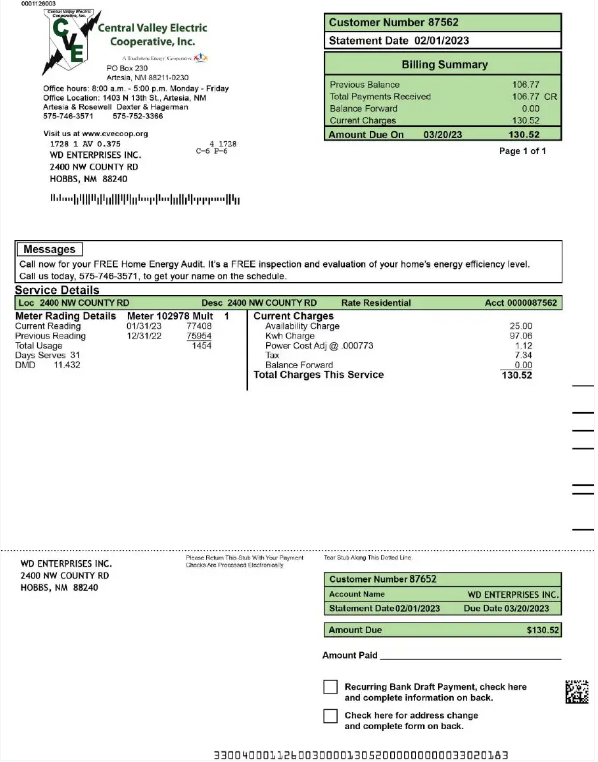 0001126003
Central Valley Electric
Cooperative, Inc.
CVE
Central Valley Electric
Cooperative, Inc.
A Touchstone Energy Cooperative
PO Box 230
Artesia, NM 88211-0230
Office hours: 8:00 a.m. - 5:00 p.m. Monday - Friday
Office Location: 1403 N 13th St., Artesia, NM
Artesia & Rosewell Dexter & Hagerman
575-746-3571 575-752-3366
Visit us at www.cveccop.org
1728 1 AV 0.375 4 1738
C-6 P-6
WD ENTERPRISES INC.
2400 NW COUNTY RD
HOBBS, NM 88240
Customer Number 87562
Statement Date 02/01/2023
Billing Summary
Previous Balance 106.77
Total Payments Received 106.77 CR
Balance Forward 0.00
Current Charges 130.52
Amount Due On 03/20/23 130.52
Page 1 of 1
Messages
Call now for your FREE Home Energy Audit. It's a FREE inspection and evaluation of your home's energy efficiency level.
Call us today, 575-746-3571, to get your name on the schedule.
Service Details
Loc 2400 NW COUNTY RD Desc 2400 NW COUNTY RD Rate Residential Acct 0000087562
Meter Rading Details Meter 102978 Mult 1
Current Reading 01/31/23 77408
Previous Reading 12/31/22 75954
Total Usage 1454
Days Serves 31
DMD 11.432
Current Charges
Availability Charge 25.00
Kwh Charge 97.06
Power Cost Adj @ .000773 1.12
Tax 7.34
Balance Forward 0.00
Total Charges This Service 130.52
Please Return This Stub With Your Payment
Checks Are Processed Electronically
Tear Stub Along This Dotted Line.
WD ENTERPRISES INC.
2400 NW COUNTY RD
HOBBS, NM 88240
Customer Number 87652
Account Name WD ENTERPRISES INC.
Statement Date 02/01/2023 Due Date 03/20/2023
Amount Due $130.52
Amount Paid
Recurring Bank Draft Payment, check here
and complete information on back.
Check here for address change
and complete form on back.
33004000112600300000130520000000000033020183